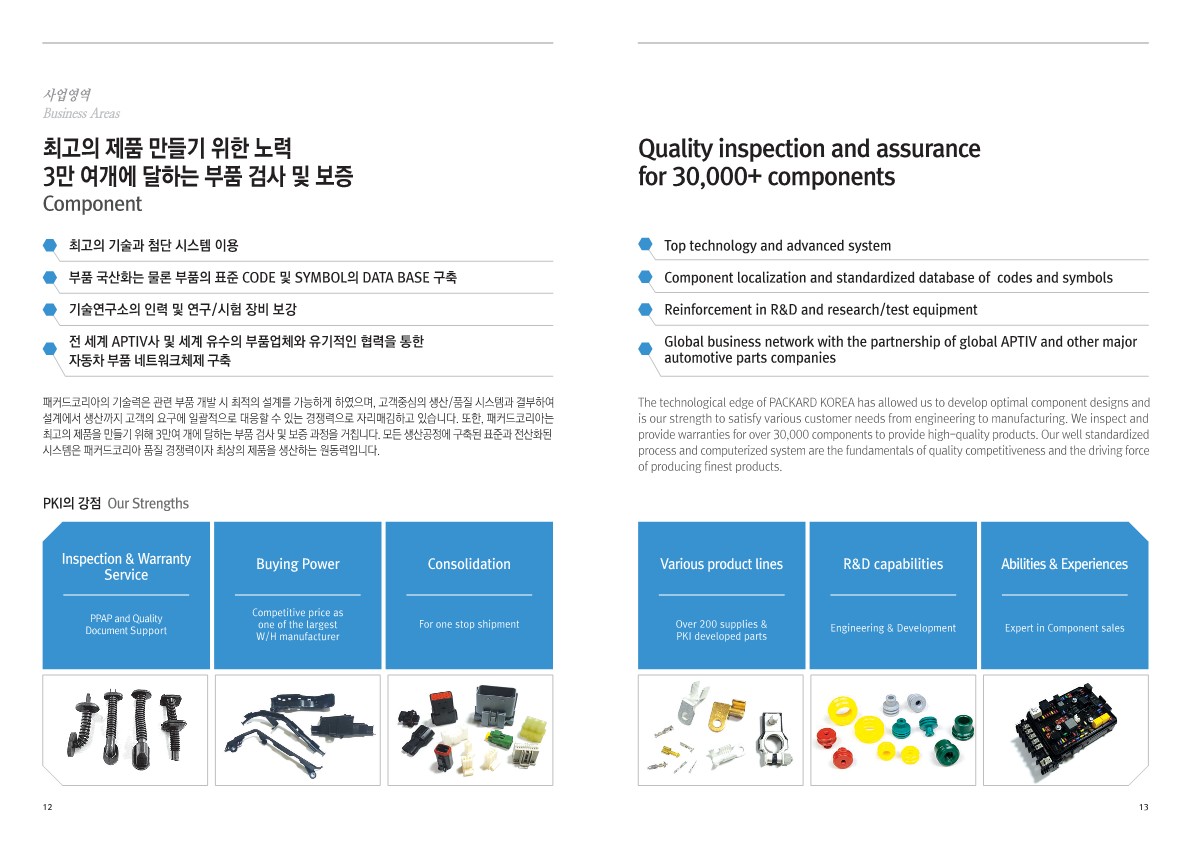 사업영역
Business Areas
최고의 제품 만들기 위한 노력
3만 여개에 달하는 부품 검사 및 보증
Component
최고의 기술과 첨단 시스템 이용
부품 국산화는 물론 부품의 표준 CODE 및 SYMBOL의 DATA BASE 구축
기술연구소의 인력 및 연구/시험 장비 보강
전 세계 APTIV사 및 세계 유수의 부품업체와 유기적인 협력을 통한
자동차 부품 네트워크체제 구축
패커드코리아의 기술력은 관련 부품 개발 시 최적의 설계를 가능하게 하였으며, 고객중심의 생산/품질 시스템과 결부하여
설계에서 생산까지 고객의 요구에 일괄적으로 대응할 수 있는 경쟁력으로 자리매김하고 있습니다. 또한, 패커드코리아는
최고의 제품을 만들기 위해 3만여 개에 달하는 부품 검사 및 보증 과정을 거칩니다. 모든 생산공정에 구축된 표준과 전산화된
시스템은 패커드코리아 품질 경쟁력이자 최상의 제품을 생산하는 원동력입니다.
PKI의 강점 Our Strengths
Inspection & Warranty
Service
PPAP and Quality
Document Support
Buying Power
Competitive price as
one of the largest
W/H manufacturer
Consolidation
For one stop shipment
12
Quality inspection and assurance
for 30,000+ components
Top technology and advanced system
Component localization and standardized database of codes and symbols
Reinforcement in R&D and research/test equipment
Global business network with the partnership of global APTIV and other major
automotive parts companies
The technological edge of PACKARD KOREA has allowed us to develop optimal component designs and
is our strength to satisfy various customer needs from engineering to manufacturing. We inspect and
provide warranties for over 30,000 components to provide high-quality products. Our well standardized
process and computerized system are the fundamentals of quality competitiveness and the driving force
of producing finest products.
Various product lines
Over 200 supplies &
PKI developed parts
R&D capabilities
Engineering & Development
Abilities & Experiences
Expert in Component sales
13